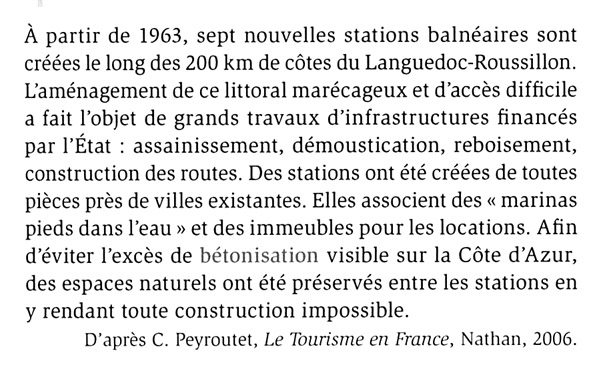 À partir de 1963, sept nouvelles stations balnéaires sont
créées le long des 200 km de côtes du Languedoc-Roussillon.
L’aménagement de ce littoral marécageux et d’accès difficile
a fait l’objet de grands travaux d’infrastructures financés
par l’État : assainissement, démoustication, reboisement,
construction des routes. Des stations ont été créées de toutes
pièces près de villes existantes. Elles associent des « marinas
pieds dans l’eau » et des immeubles pour les locations. Afin
d’éviter l’excès de bétonisation visible sur la Côte d’Azur,
des espaces naturels ont été préservés entre les stations en
y rendant toute construction impossible.
D’après C. Peyroutet, Le Tourisme en France, Nathan, 2006.